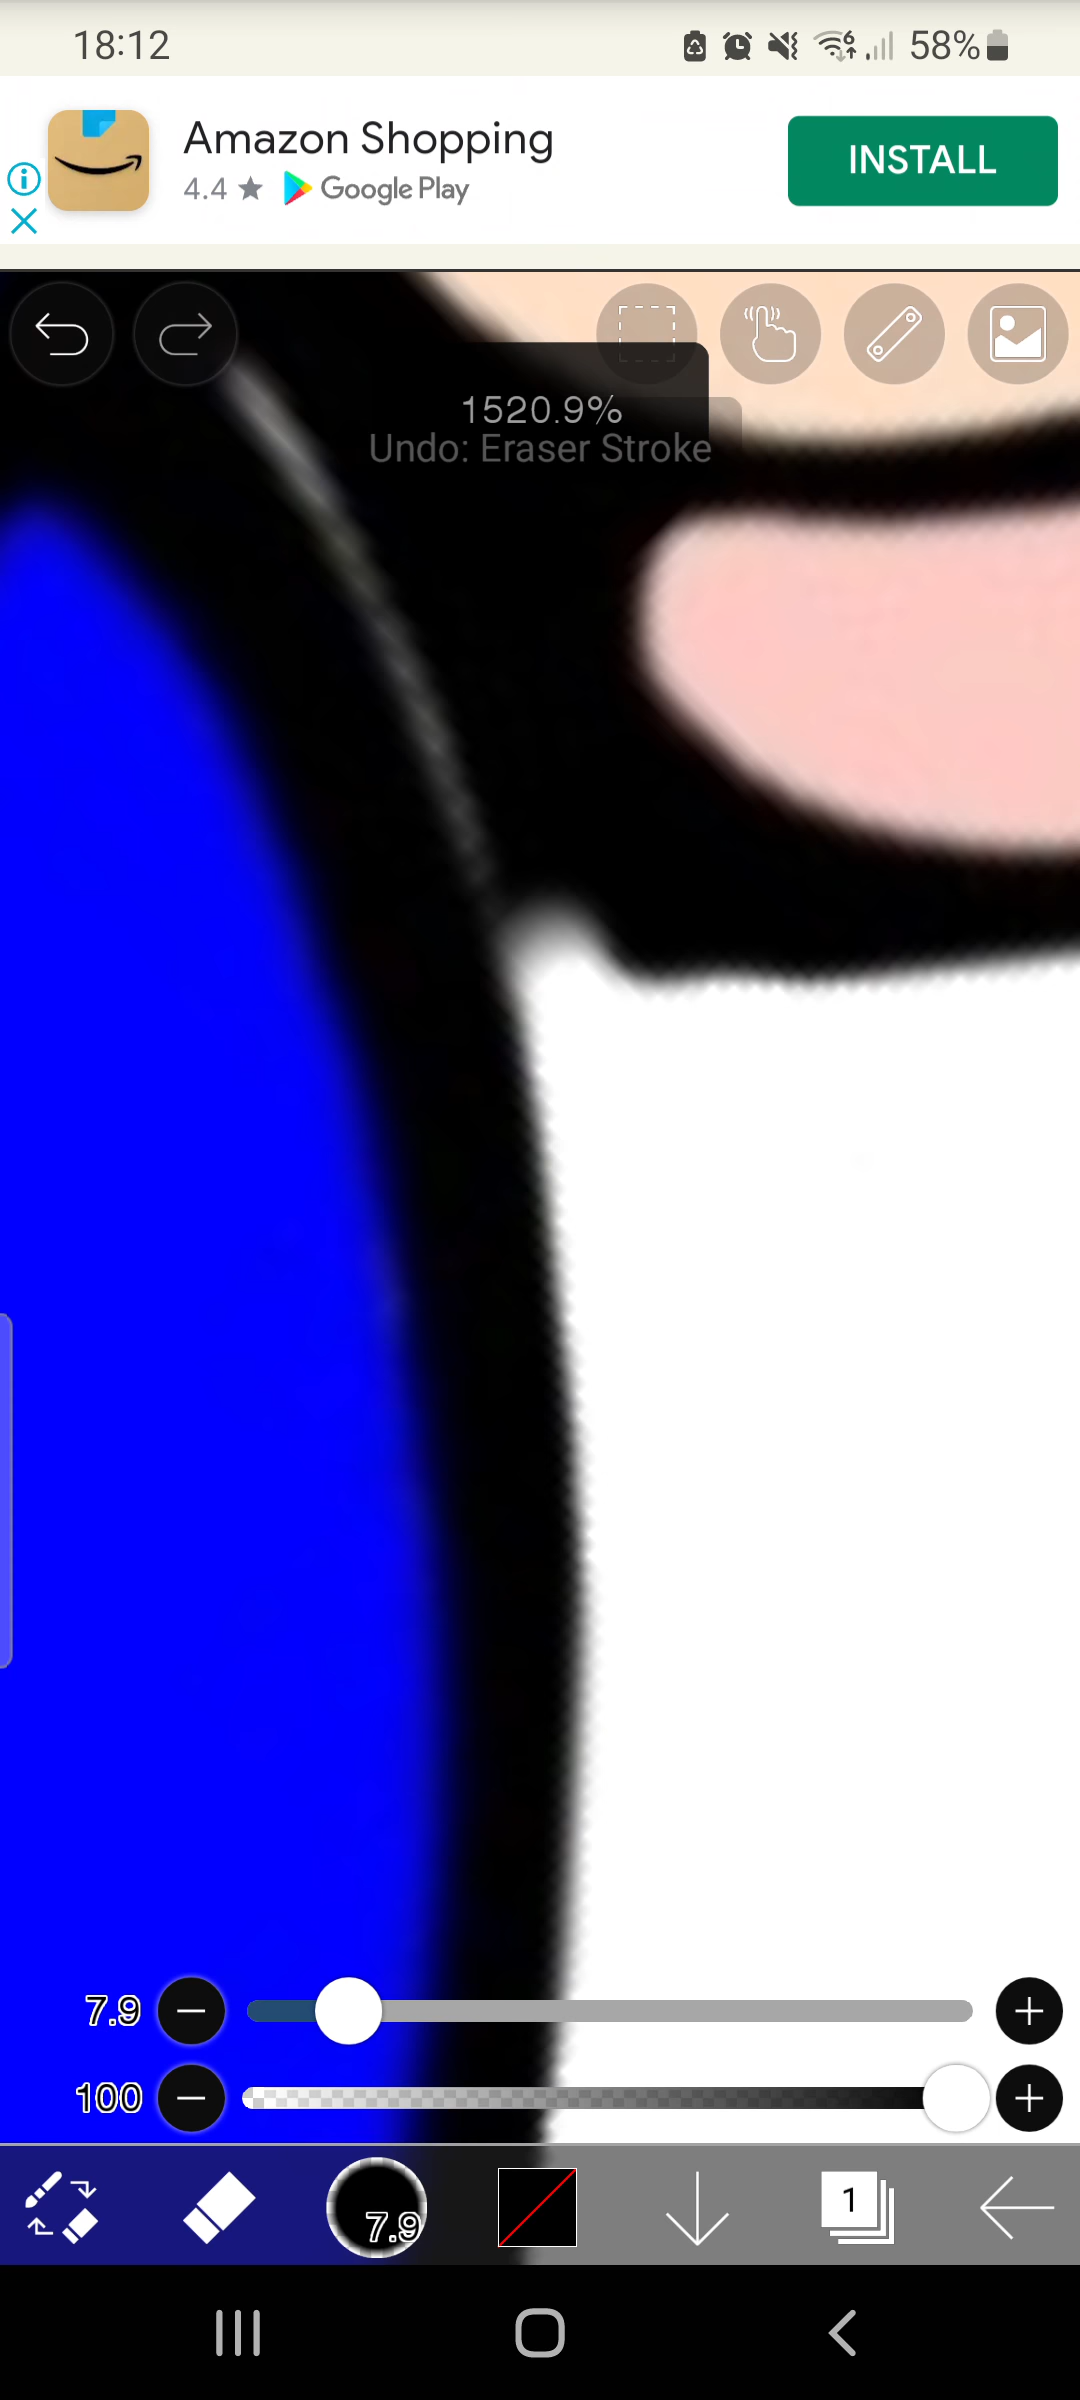 18:12
6
58%
Amazon Shopping
4.4 ★ Google Play
INSTALL
1520.9%
Undo: Eraser Stroke
7.9
100
7.9
1